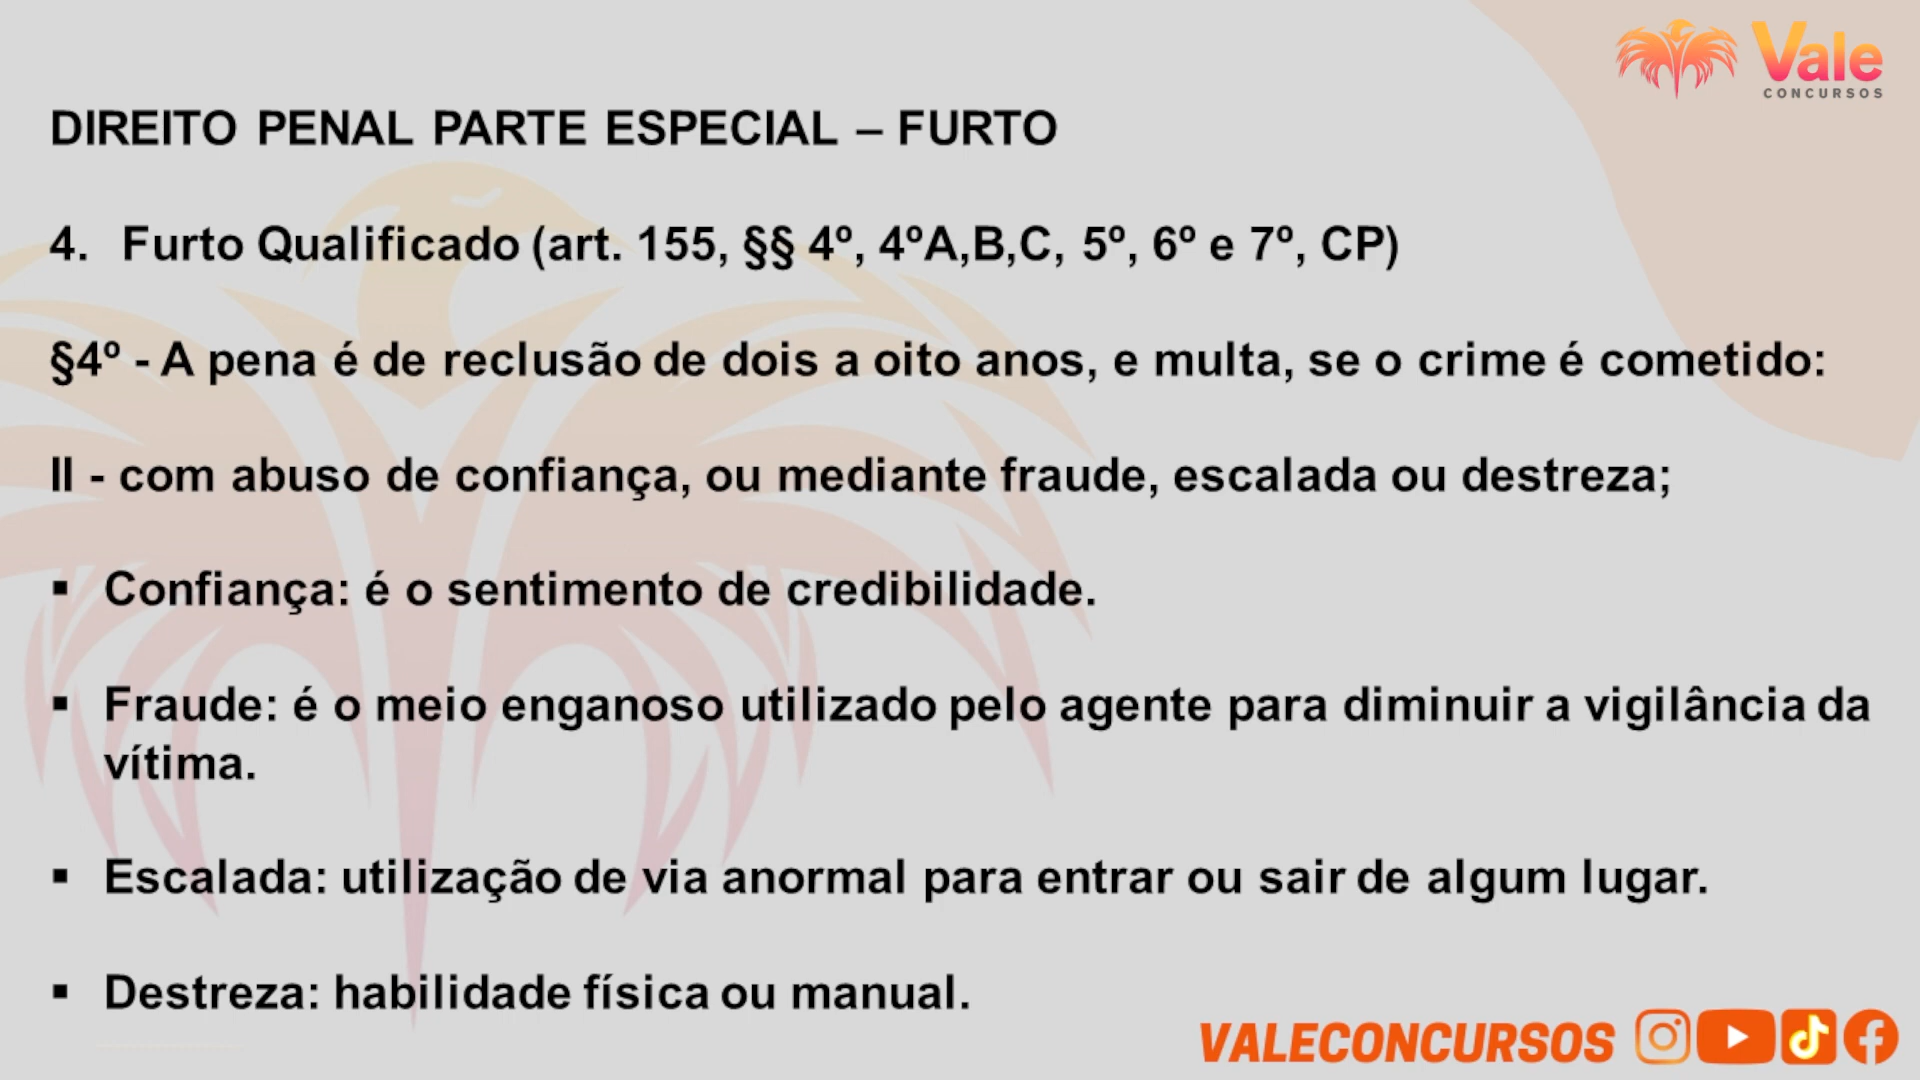 Vale
CONCURSOS
DIREITO PENAL PARTE ESPECIAL – FURTO
4. Furto Qualificado (art. 155, §§ 4º, 4ºA,B,C, 5º, 6º e 7º, CP)
§4º - A pena é de reclusão de dois a oito anos, e multa, se o crime é cometido:
II - com abuso de confiança, ou mediante fraude, escalada ou destreza;
▪ Confiança: é o sentimento de credibilidade.
▪ Fraude: é o meio enganoso utilizado pelo agente para diminuir a vigilância da
vítima.
▪ Escalada: utilização de via anormal para entrar ou sair de algum lugar.
▪ Destreza: habilidade física ou manual.
VALECONCURSOS